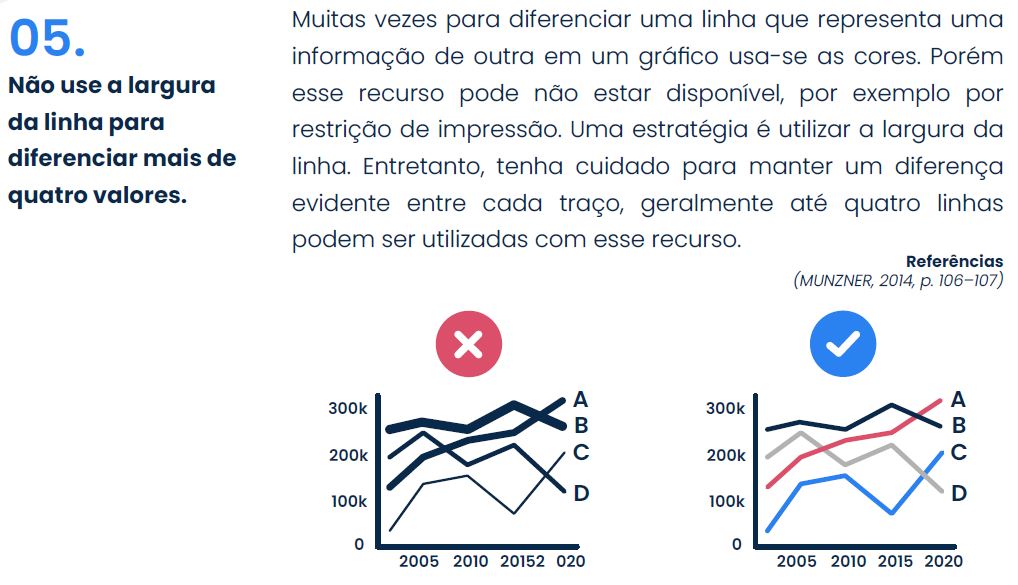 05.
Não use a largura
da linha para
diferenciar mais de
quatro valores.
Muitas vezes para diferenciar uma linha que representa uma
informação de outra em um gráfico usa-se as cores. Porém
esse recurso pode não estar disponível, por exemplo por
restrição de impressão. Uma estratégia é utilizar a largura da
linha. Entretanto, tenha cuidado para manter um diferença
evidente entre cada traço, geralmente até quatro linhas
podem ser utilizadas com esse recurso.
Referências
(MUNZNER, 2014, p. 106–107)
300k
200k
100k
0
A
B
C
D
2005 2010 20152 020
300k
200k
100k
0
A
B
C
D
2005 2010 2015 2020